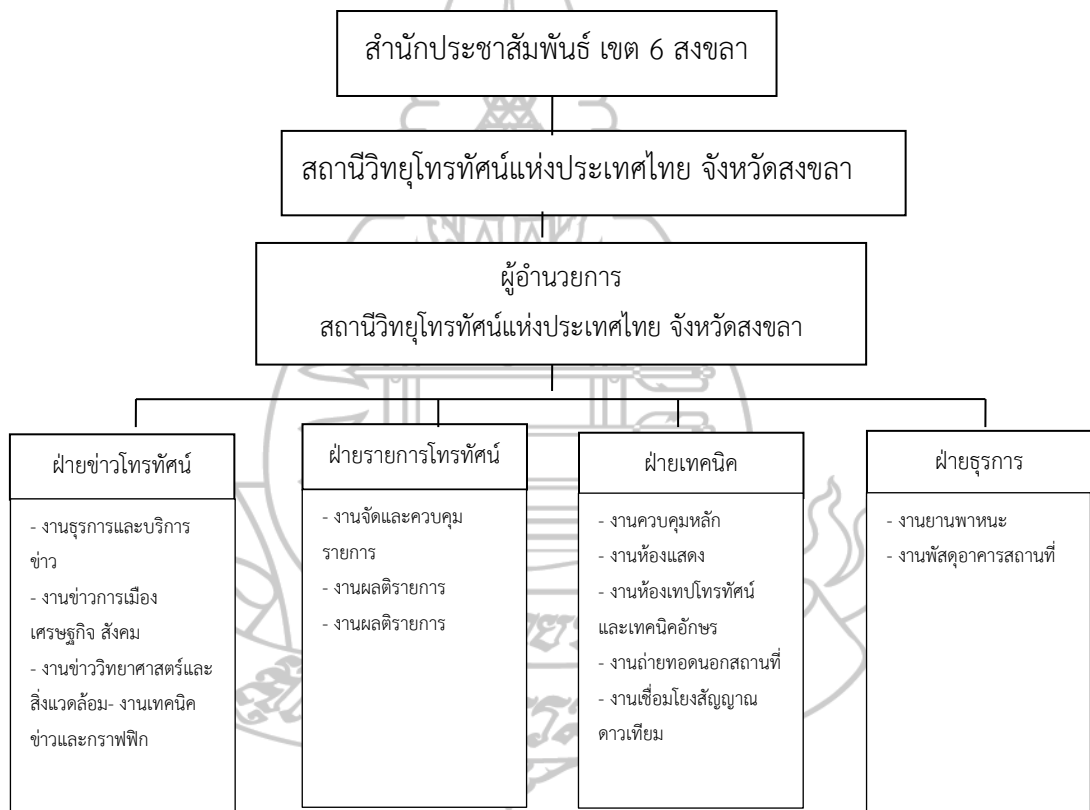 สำนักประชาสัมพันธ์ เขต 6 สงขลา
สถานีวิทยุโทรทัศน์แห่งประเทศไทย จังหวัดสงขลา
ผู้อำนวยการ
สถานีวิทยุโทรทัศน์แห่งประเทศไทย จังหวัดสงขลา
ฝ่ายข่าวโทรทัศน์
- งานธุรการและบริการ
ข่าว
- งานข่าวการเมือง
เศรษฐกิจ สังคม
- งานข่าววิทยาศาสตร์และ
สิ่งแวดล้อม- งานเทคนิค
ข่าวและกราฟฟิก
ฝ่ายรายการโทรทัศน์
- งานจัดและควบคุม
รายการ
- งานผลติรายการ
- งานผลติรายการ
ฝ่ายเทคนิค
- งานควบคุมหลัก
- งานห้องแสดง
- งานห้องเทปโทรทัศน์
และเทคนิคอักษร
- งานถ่ายทอดนอกสถานที่
- งานเชื่อมโยงสัญญาณ
ดาวเทียม
ฝ่ายธุรการ
- งานยานพาหนะ
- งานพัสดุอาคารสถานที่